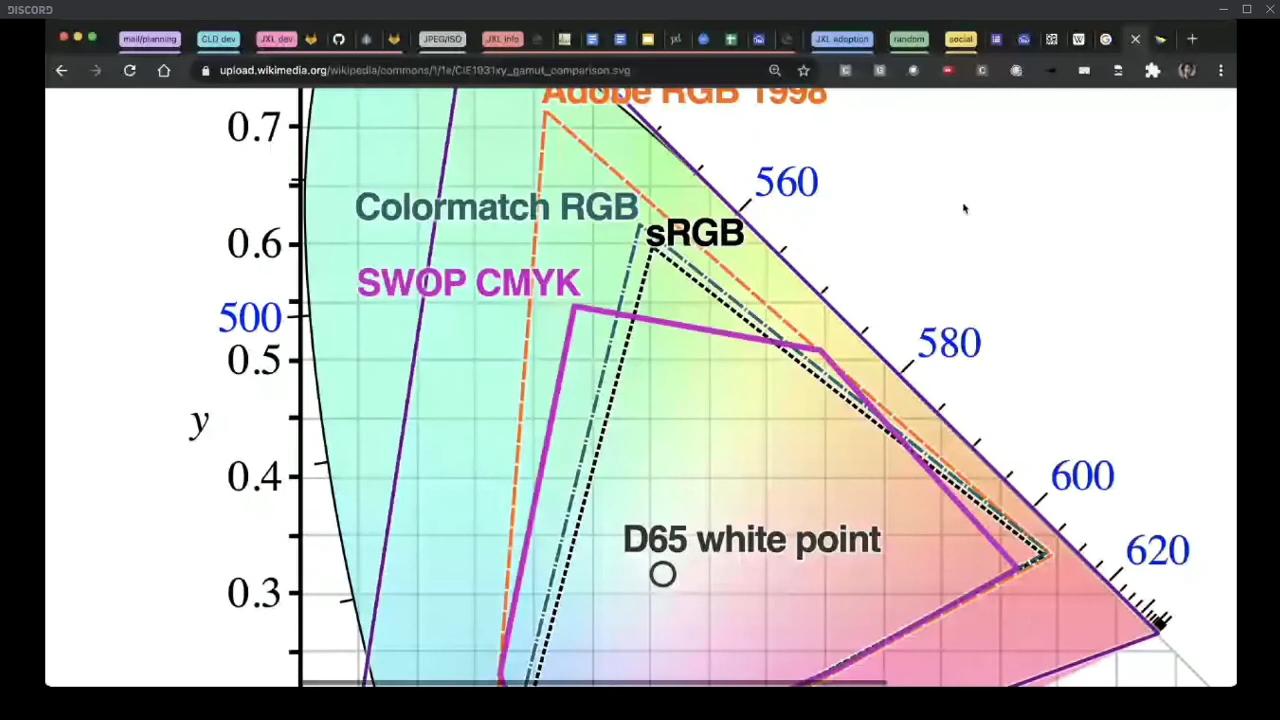 DISCORD
mail/planning CLD dev JXL dev JPEG/ISO JXL info jxl JXL adoption random social
upload.wikimedia.org/wikipedia/commons/1/1e/CIE1931xy_gamut_comparison.svg
Adobe RGB 1998
0.7
560
Colormatch RGB
sRGB
0.6
SWOP CMYK
500
580
0.5
y
0.4
600
D65 white point
620
0.3